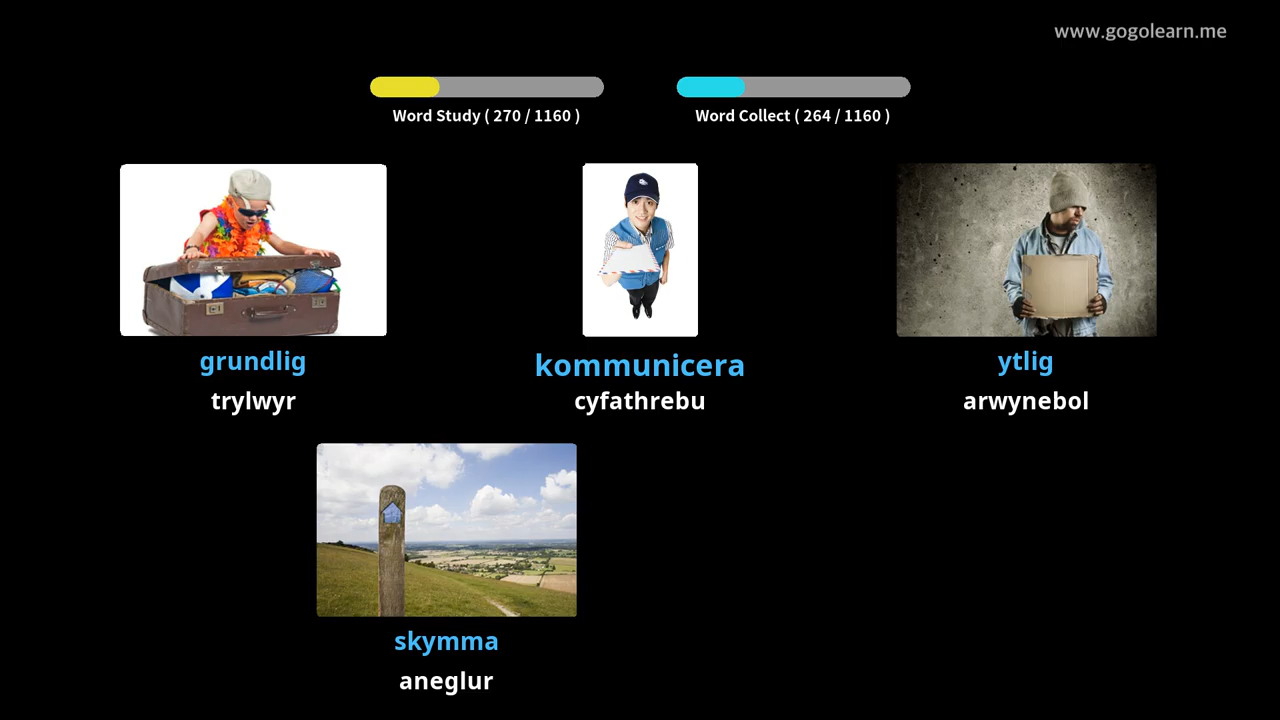 www.gogolearn.me
Word Study ( 270 / 1160 )
Word Collect ( 264 / 1160 )
grundlig
trylwyr
kommunicera
cyfathrebu
ytlig
arwynebol
skymma
aneglur